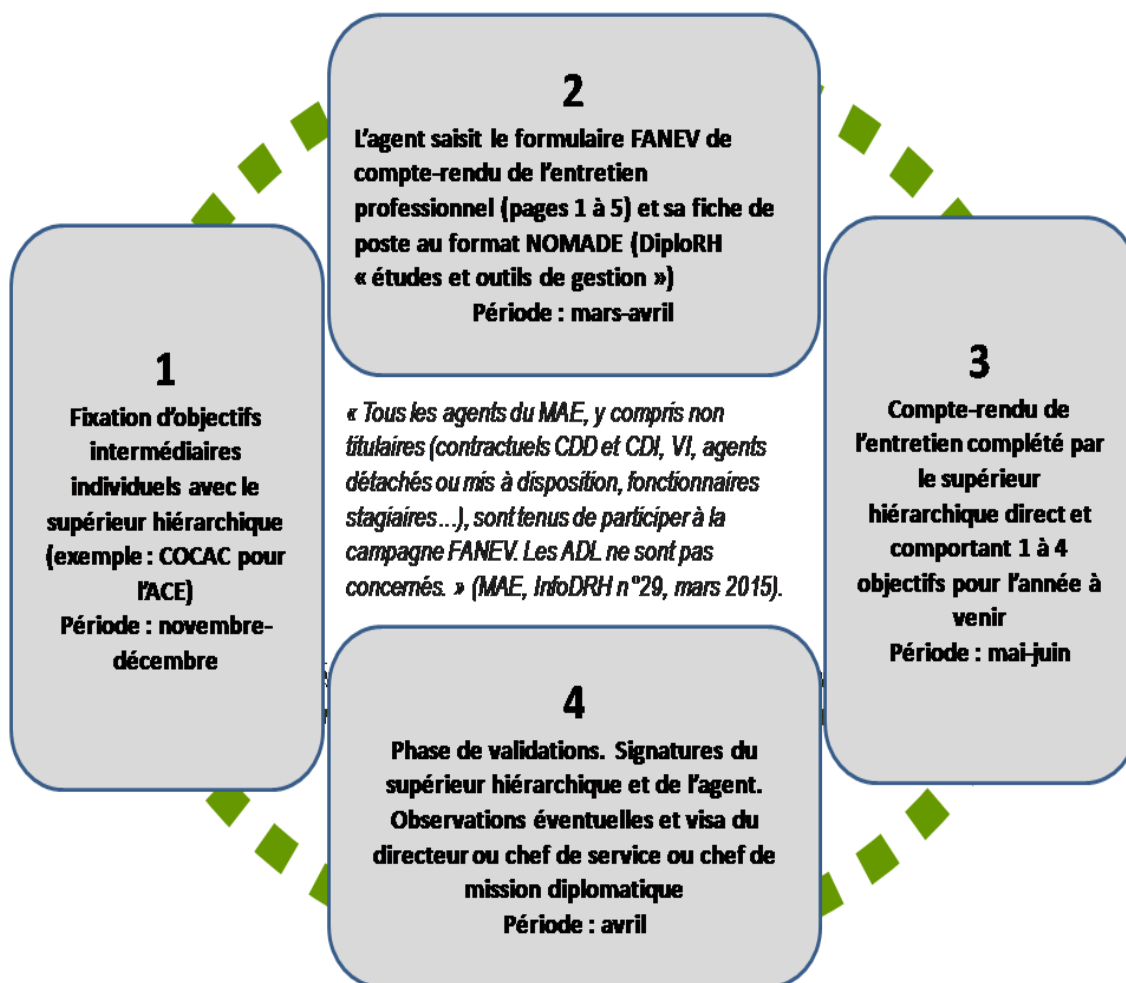 1
Fixation d'objectifs
intermédiaires
individuels avec le
supérieur hiérarchique
(exemple : COCAC pour
l'ACE)
Période : novembre-
décembre
2
L'agent saisit le formulaire FANEV de
compte-rendu de l'entretien
professionnel (pages 1 à 5) et sa fiche de
poste au format NOMADE (DiploRH
« études et outils de gestion »)
Période : mars-avril
« Tous les agents du MAE, y compris non
titulaires (contractuels CDD et CDI, VI, agents
détachés ou mis à disposition, fonctionnaires
stagiaires...), sont tenus de participer à la
campagne FANEV. Les ADL ne sont pas
concernés. » (MAE, InfoDRH n°29, mars 2015).
3
Compte-rendu de
l'entretien complété par
le supérieur
hiérarchique direct et
comportant 1 à 4
objectifs pour l'année à
venir
Période : mai-juin
4
Phase de validations. Signatures du
supérieur hiérarchique et de l'agent.
Observations éventuelles et visa du
directeur ou chef de service ou chef de
mission diplomatique
Période : avril